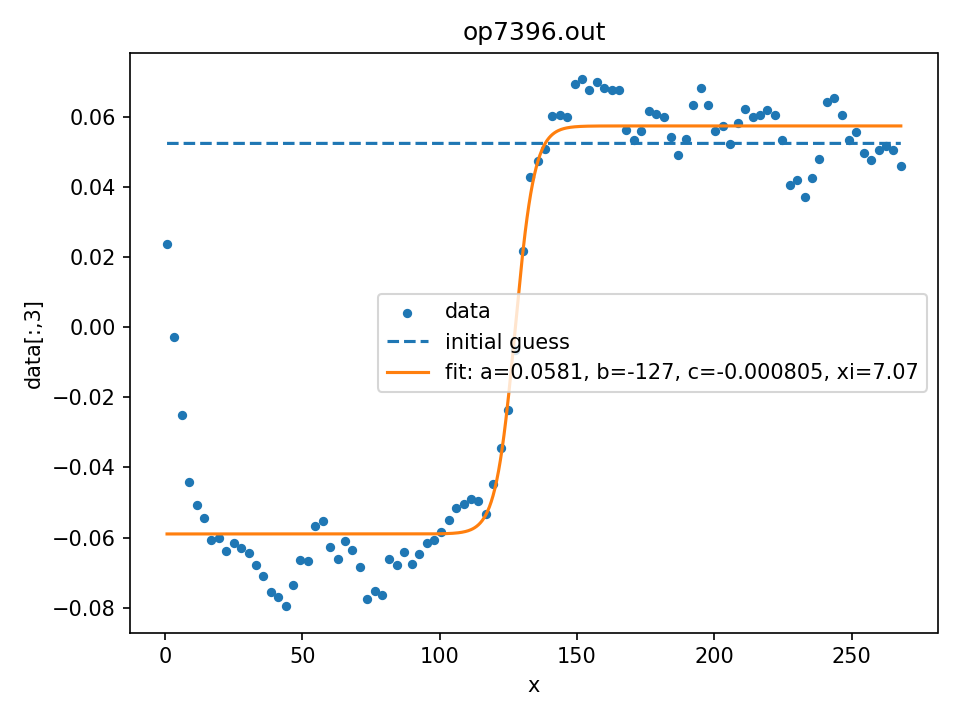 op7396.out
0.06
0.04
0.02
0.00
−0.02
−0.04
−0.06
−0.08
data[:,3]
data
initial guess
fit: a=0.0581, b=-127, c=-0.000805, xi=7.07
0 50 100 150 200 250
x